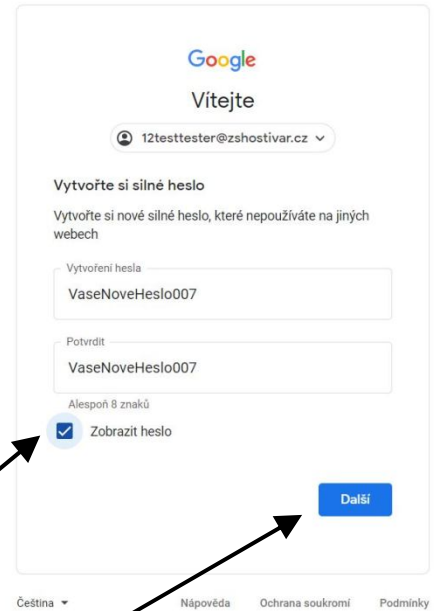 Google
Vítejte
12testtester@zshostivar.cz
Vytvořte si silné heslo
Vytvořte si nové silné heslo, které nepoužíváte na jiných
webech
Vytvoření hesla
VaseNoveHeslo007
Potvrdit
VaseNoveHeslo007
Alespoň 8 znaků
Zobrazit heslo
Další
Čeština Nápověda Ochrana soukromí Podmínky